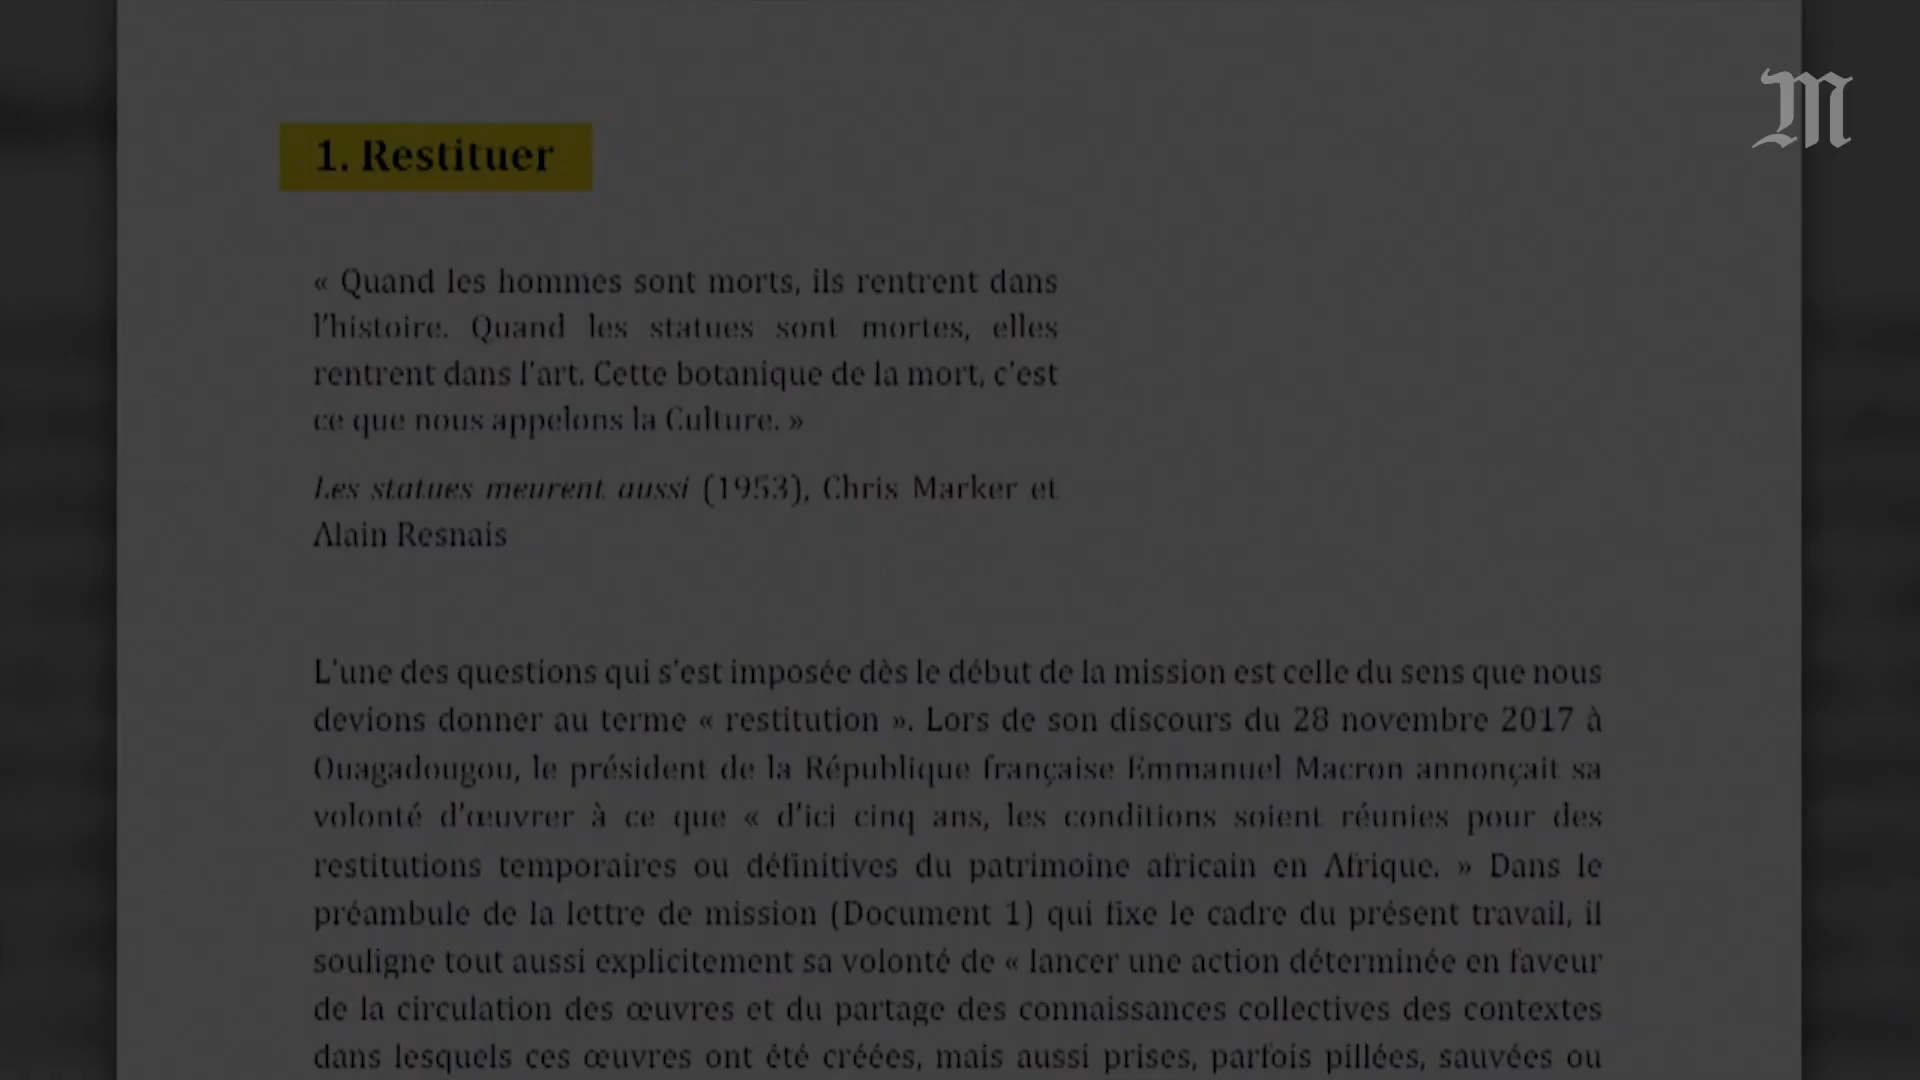 M
1. Restituer
« Quand les hommes sont morts, ils rentrent dans
l'histoire. Quand les statues sont mortes, elles
rentrent dans l'art. Cette botanique de la mort, c'est
ce que nous appelons la Culture. »
Les statues meurent aussi (1953), Chris Marker et
Alain Resnais
L'une des questions qui s'est imposée dès le début de la mission est celle du sens que nous
devions donner au terme « restitution ». Lors de son discours du 28 novembre 2017 à
Ouagadougou, le président de la République française Emmanuel Macron annonçait sa
volonté d'œuvrer à ce que « d'ici cinq ans, les conditions soient réunies pour des
restitutions temporaires ou définitives du patrimoine africain en Afrique. » Dans le
préambule de la lettre de mission (Document 1) qui fixe le cadre du présent travail, il
souligne tout aussi explicitement sa volonté de « lancer une action déterminée en faveur
de la circulation des œuvres et du partage des connaissances collectives des contextes
dans lesquels ces œuvres ont été créées, mais aussi prises, parfois pillées, sauvées ou